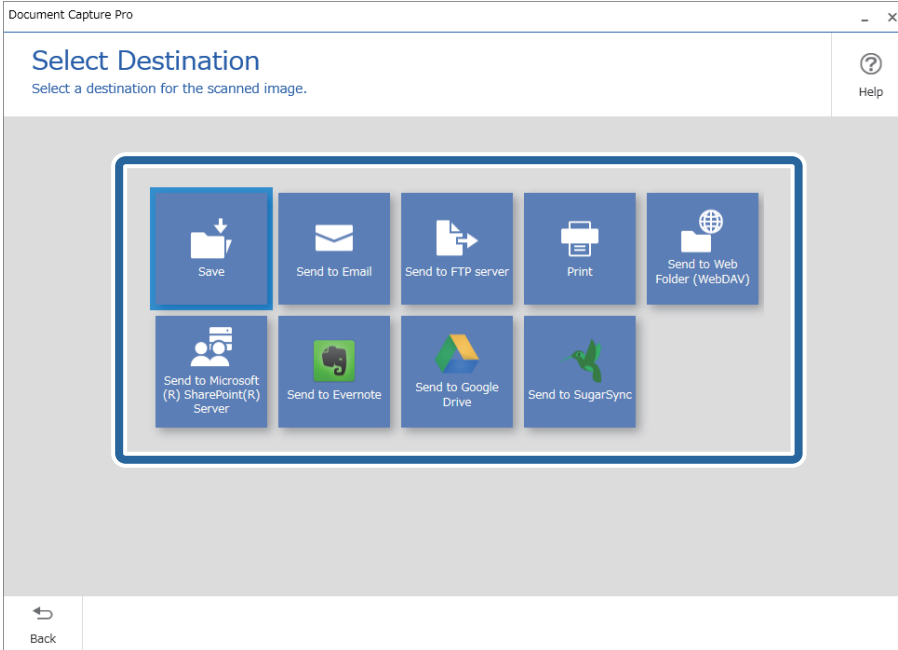 Document Capture Pro
Select Destination
Select a destination for the scanned image.
Help
Save
Send to Email
Send to FTP server
Print
Send to Web
Folder (WebDAV)
Send to Microsoft
(R) SharePoint(R)
Server
Send to Evernote
Send to Google
Drive
Send to SugarSync
Back